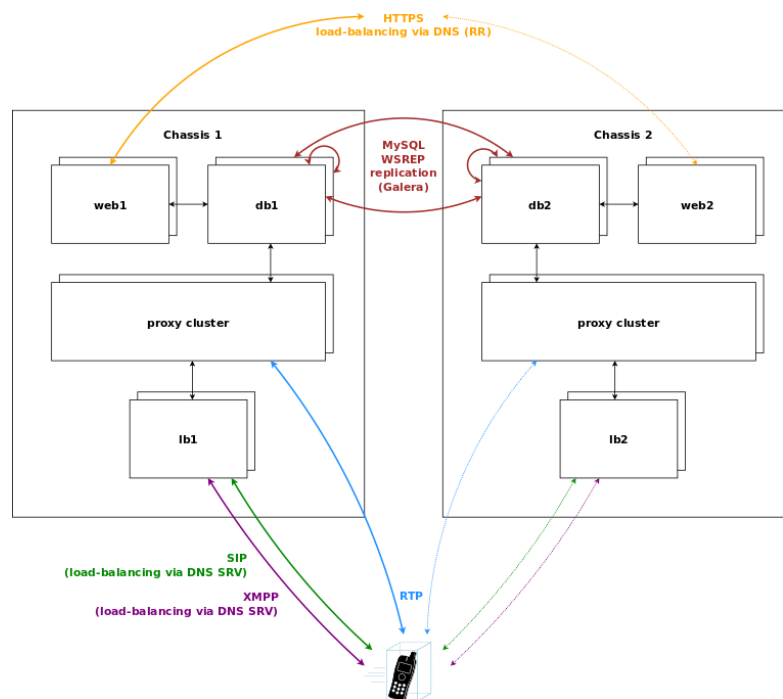 HTTPS
load-balancing via DNS (RR)
Chassis 1
Chassis 2
MySQL
WSREP
replication
(Galera)
web1
db1
db2
web2
proxy cluster
proxy cluster
lb1
lb2
SIP
(load-balancing via DNS SRV)
XMPP
(load-balancing via DNS SRV)
RTP